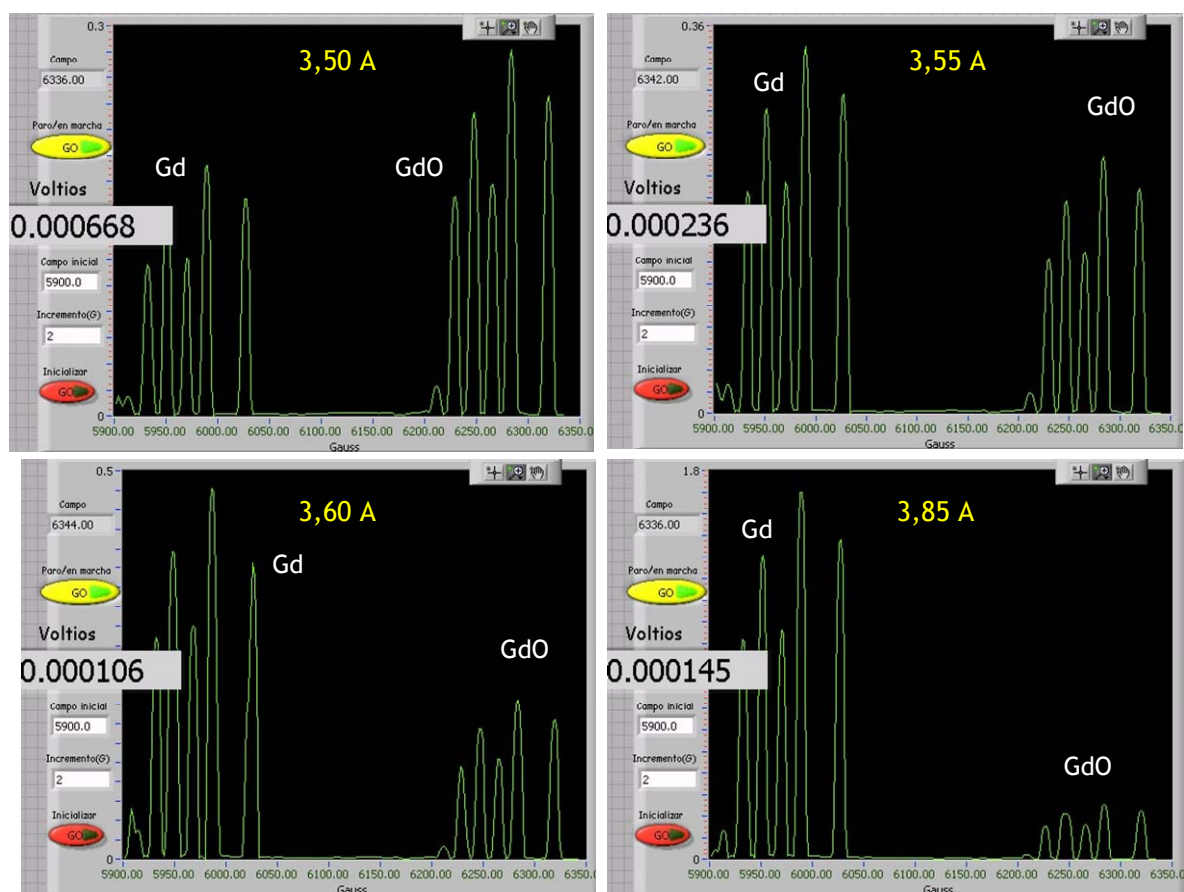 0.3
3,50 A
Campo
6336.00
Paro/en marcha
GO
Gd
GdO
Voltios
0.000668
Campo inicial
5900.0
Incremento(G)
2
Inicializar
GO
0
5900.00 5950.00 6000.00 6050.00 6100.00 6150.00 6200.00 6250.00 6300.00 6350.
Gauss
0.36
3,55 A
Campo
6342.00
Gd
GdO
Paro/en marcha
GO
Voltios
0.000236
Campo inicial
5900.0
Incremento(G)
2
Inicializar
GO
0
5900.00 5950.00 6000.00 6050.00 6100.00 6150.00 6200.00 6250.00 6300.00 6350.0
Gauss
0.5
3,60 A
Campo
6344.00
Gd
Paro/en marcha
GO
Voltios
GdO
0.000106
Campo inicial
5900.0
Incremento(G)
2
Inicializar
GO
0
5900.00 5950.00 6000.00 6050.00 6100.00 6150.00 6200.00 6250.00 6300.00 6350.0
Gauss
1.8
3,85 A
Campo
6336.00
Gd
Paro/en marcha
GO
Voltios
0.000145
Campo inicial
5900.0
GdO
Incremento(G)
2
Inicializar
GO
0
5900.00 5950.00 6000.00 6050.00 6100.00 6150.00 6200.00 6250.00 6300.00 6350.0
Gauss